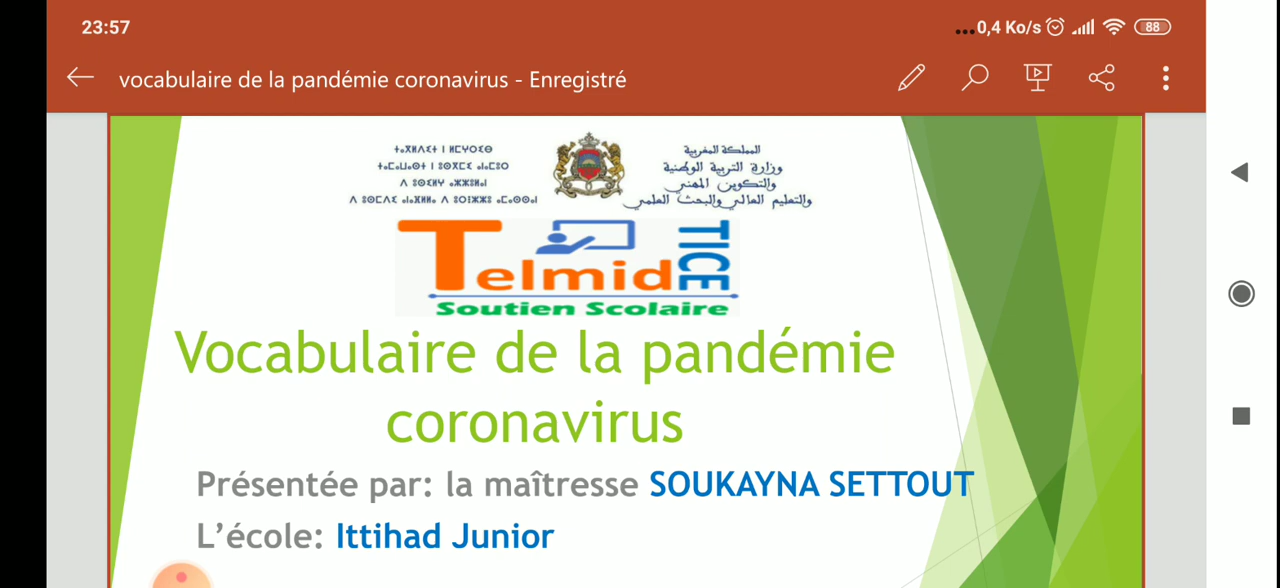 23:57
...0,4 Ko/s 88
vocabulaire de la pandémie coronavirus - Enregistré
ⵜⴰⴳⵍⴷⵉⵜ ⵏ ⵍⵎⵖⵔⵉⴱ
المملكة المغربية
وزارة التربية الوطنية
والتكوين المهني
والتعليم العالي والبحث العلمي
Telmid TICE
Soutien Scolaire
Vocabulaire de la pandémie
coronavirus
Présentée par: la maîtresse SOUKAYNA SETTOUT
L'école: Ittihad Junior